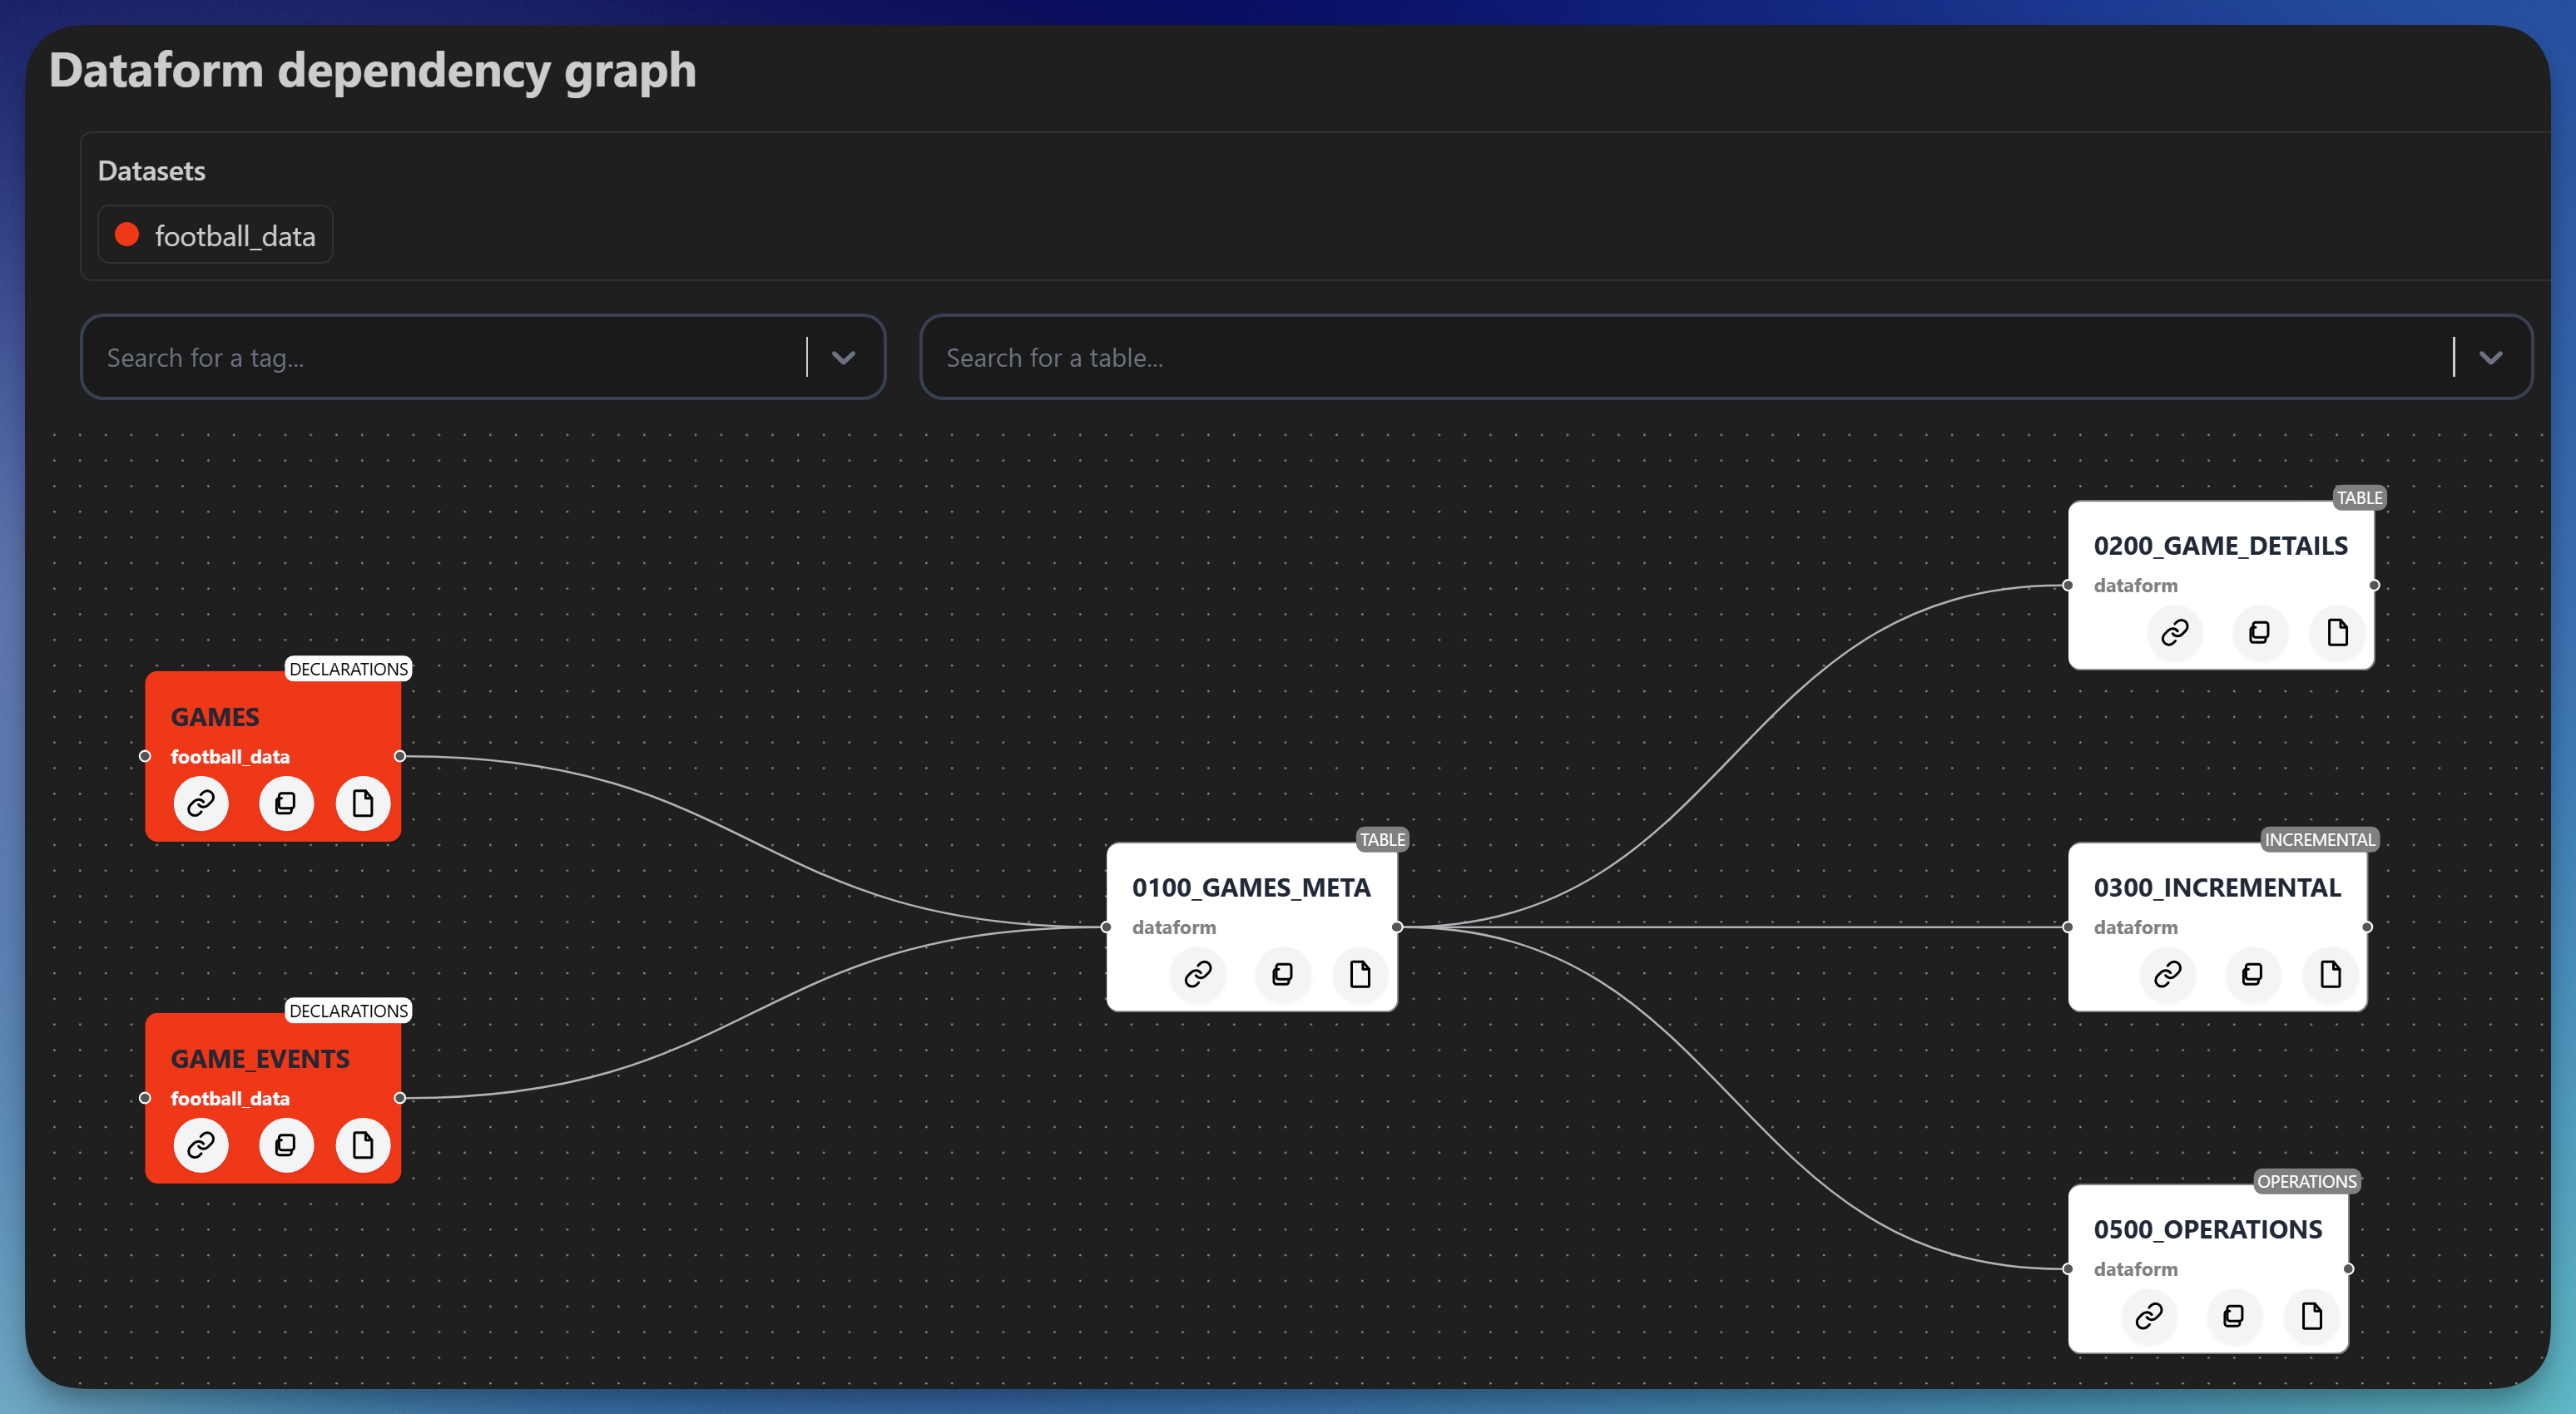 Dataform dependency graph
Datasets
football_data
Search for a tag...
Search for a table...
DECLARATIONS
GAMES
football_data
DECLARATIONS
GAME_EVENTS
football_data
TABLE
0100_GAMES_META
dataform
TABLE
0200_GAME_DETAILS
dataform
INCREMENTAL
0300_INCREMENTAL
dataform
OPERATIONS
0500_OPERATIONS
dataform